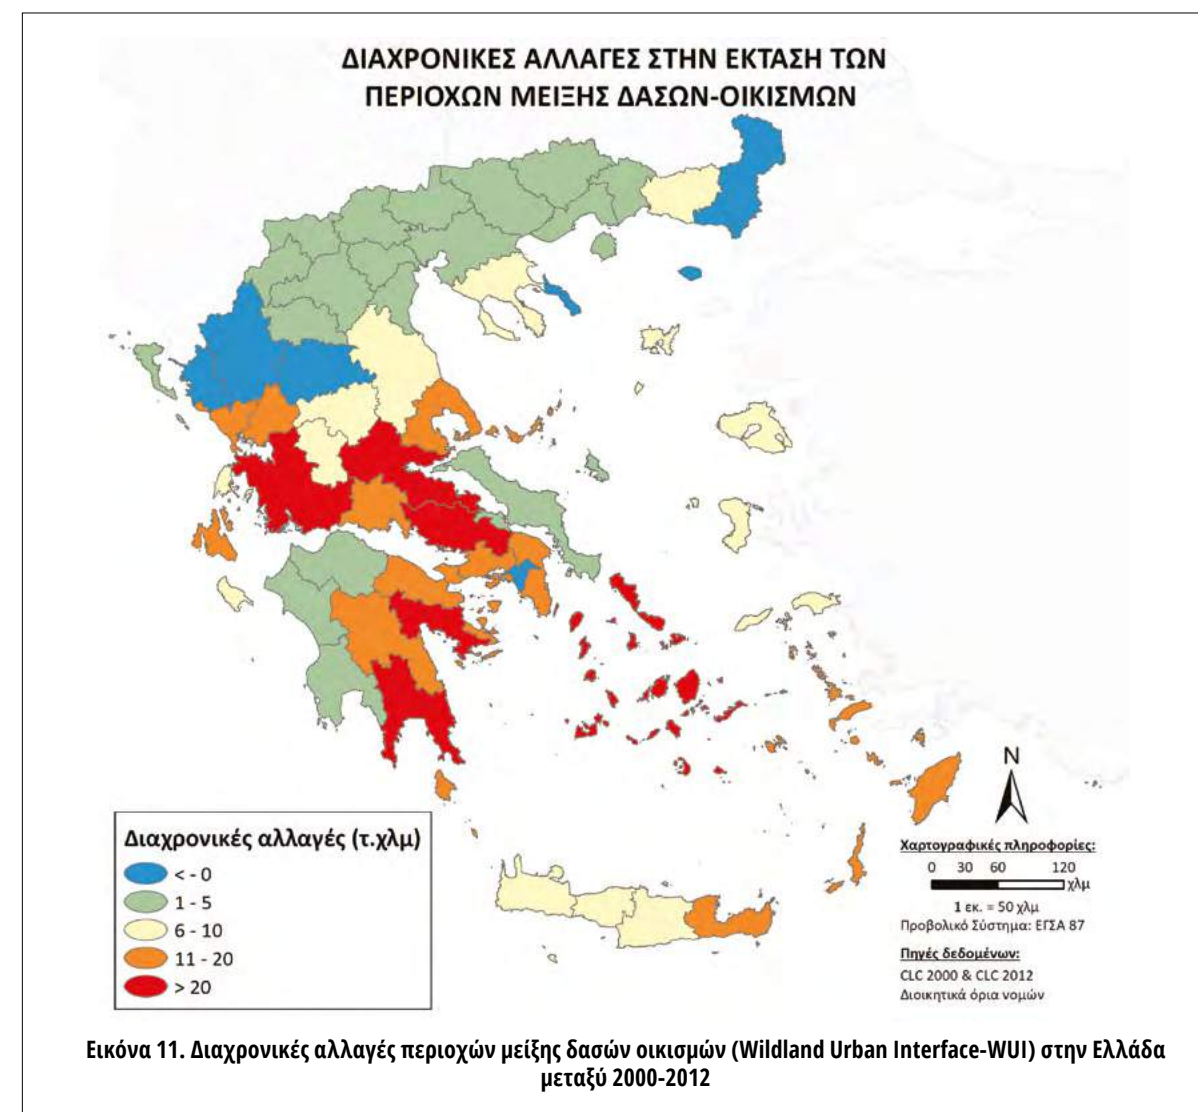 ΔΙΑΧΡΟΝΙΚΕΣ ΑΛΛΑΓΕΣ ΣΤΗΝ ΕΚΤΑΣΗ ΤΩΝ
ΠΕΡΙΟΧΩΝ ΜΕΙΞΗΣ ΔΑΣΩΝ-ΟΙΚΙΣΜΩΝ
N
Διαχρονικές αλλαγές (τ.χλμ)
< - 0
1 - 5
6 - 10
11 - 20
> 20
Χαρτογραφικές πληροφορίες:
0 30 60 120
χλμ
1 εκ. = 50 χλμ
Προβολικό Σύστημα: ΕΓΣΑ 87
Πηγές δεδομένων:
CLC 2000 & CLC 2012
Διοικητικά όρια νομών
Εικόνα 11. Διαχρονικές αλλαγές περιοχών μείξης δασών οικισμών (Wildland Urban Interface-WUI) στην Ελλάδα
μεταξύ 2000-2012